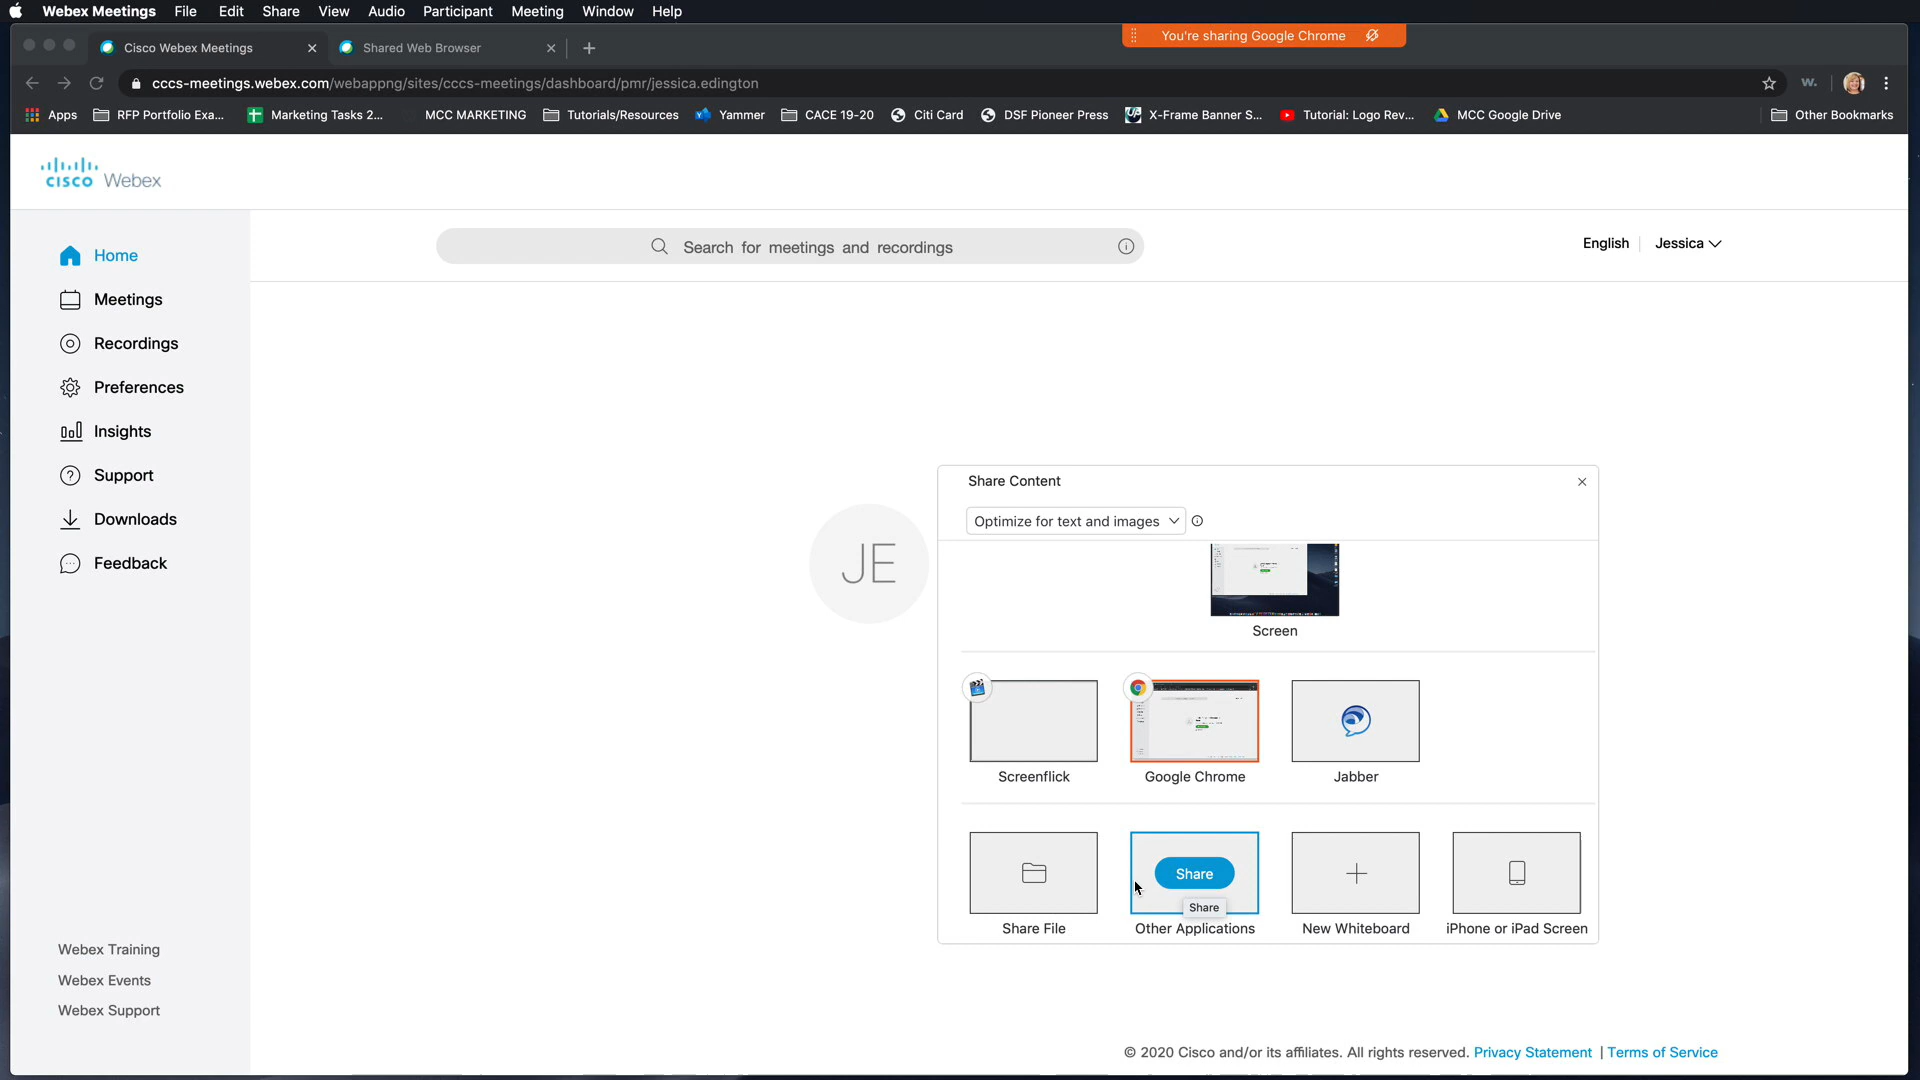 Webex Meetings File Edit Share View Audio Participant Meeting Window Help
Cisco Webex Meetings
Shared Web Browser
You're sharing Google Chrome
cccs-meetings.webex.com/webappng/sites/cccs-meetings/dashboard/pmr/jessica.edington
W.
Apps RFP Portfolio Exa... Marketing Tasks 2... MCC MARKETING Tutorials/Resources Yammer CACE 19-20 Citi Card DSF Pioneer Press X-Frame Banner S... Tutorial: Logo Rev... MCC Google Drive Other Bookmarks
CISCO Webex
Search for meetings and recordings
English
Jessica
Home
Meetings
Recordings
Preferences
Insights
Support
Downloads
Feedback
JE
Share Content
Optimize for text and images
Screen
Screenflick
Google Chrome
Jabber
Share
Share
Share File
Other Applications
New Whiteboard
iPhone or iPad Screen
Webex Training
Webex Events
Webex Support
© 2020 Cisco and/or its affiliates. All rights reserved. Privacy Statement | Terms of Service